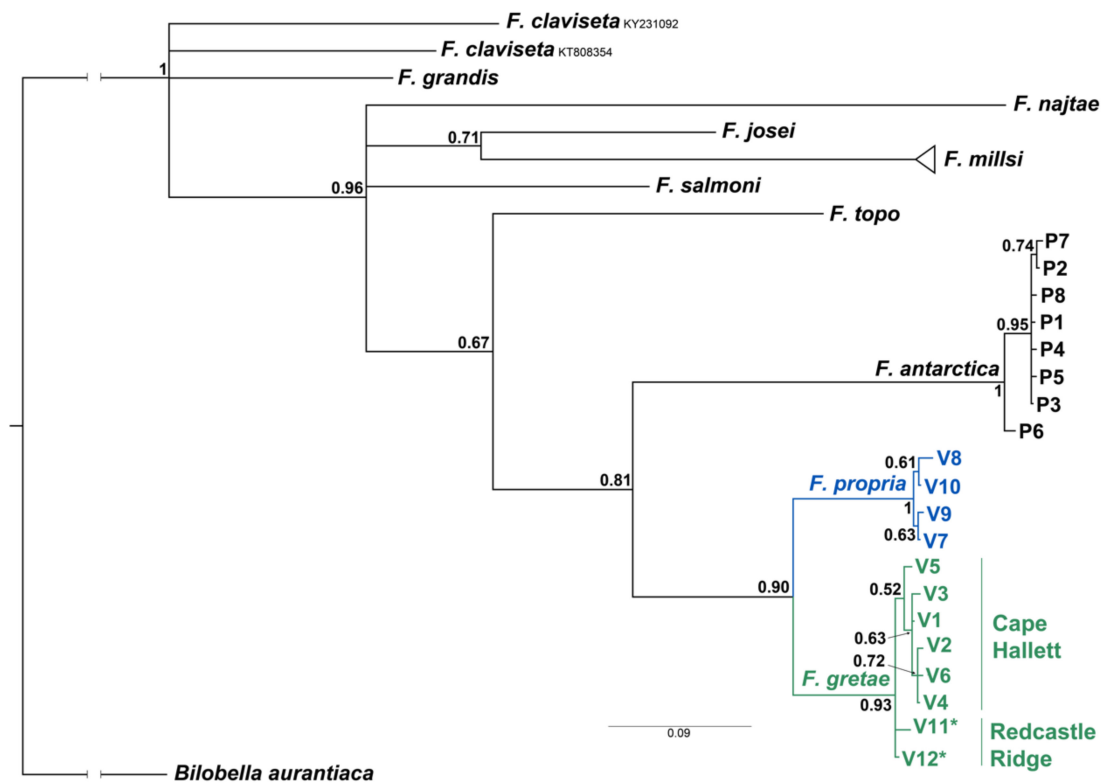 F. claviseta KY231092
F. claviseta KT808354
1
F. grandis
F. najtae
F. josei
0.71
F. millsi
0.96
F. salmoni
F. topo
P7
0.74
P2
P8
0.95
P1
P4
0.67
F. antarctica
P5
1
P3
P6
0.61
V8
0.81
F. propria
V10
1
V9
0.63
V7
V5
0.90
0.52
V3
Cape
V1
Hallett
0.63
V2
0.72
V6
F. gretae
V4
0.93
V11*
Redcastle
0.09
Ridge
V12*
Bilobella aurantiaca